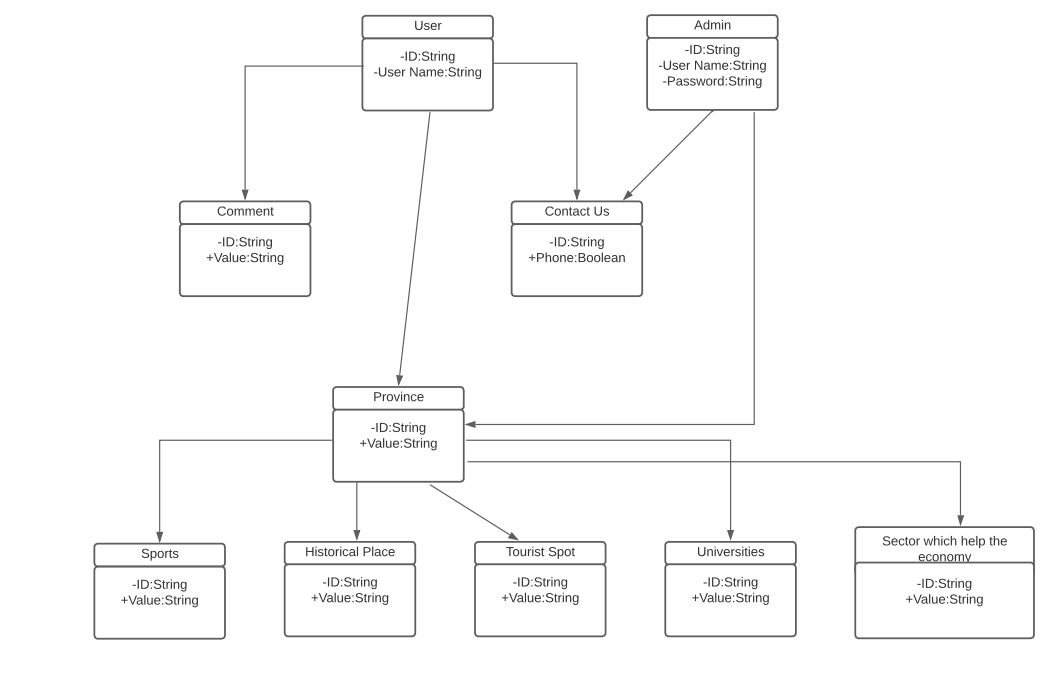 User
-ID:String
-User Name:String
Admin
-ID:String
-User Name:String
-Password:String
Comment
-ID:String
+Value:String
Contact Us
-ID:String
+Phone:Boolean
Province
-ID:String
+Value:String
Sports
-ID:String
+Value:String
Historical Place
-ID:String
+Value:String
Tourist Spot
-ID:String
+Value:String
Universities
-ID:String
+Value:String
Sector which help the
economy
-ID:String
+Value:String